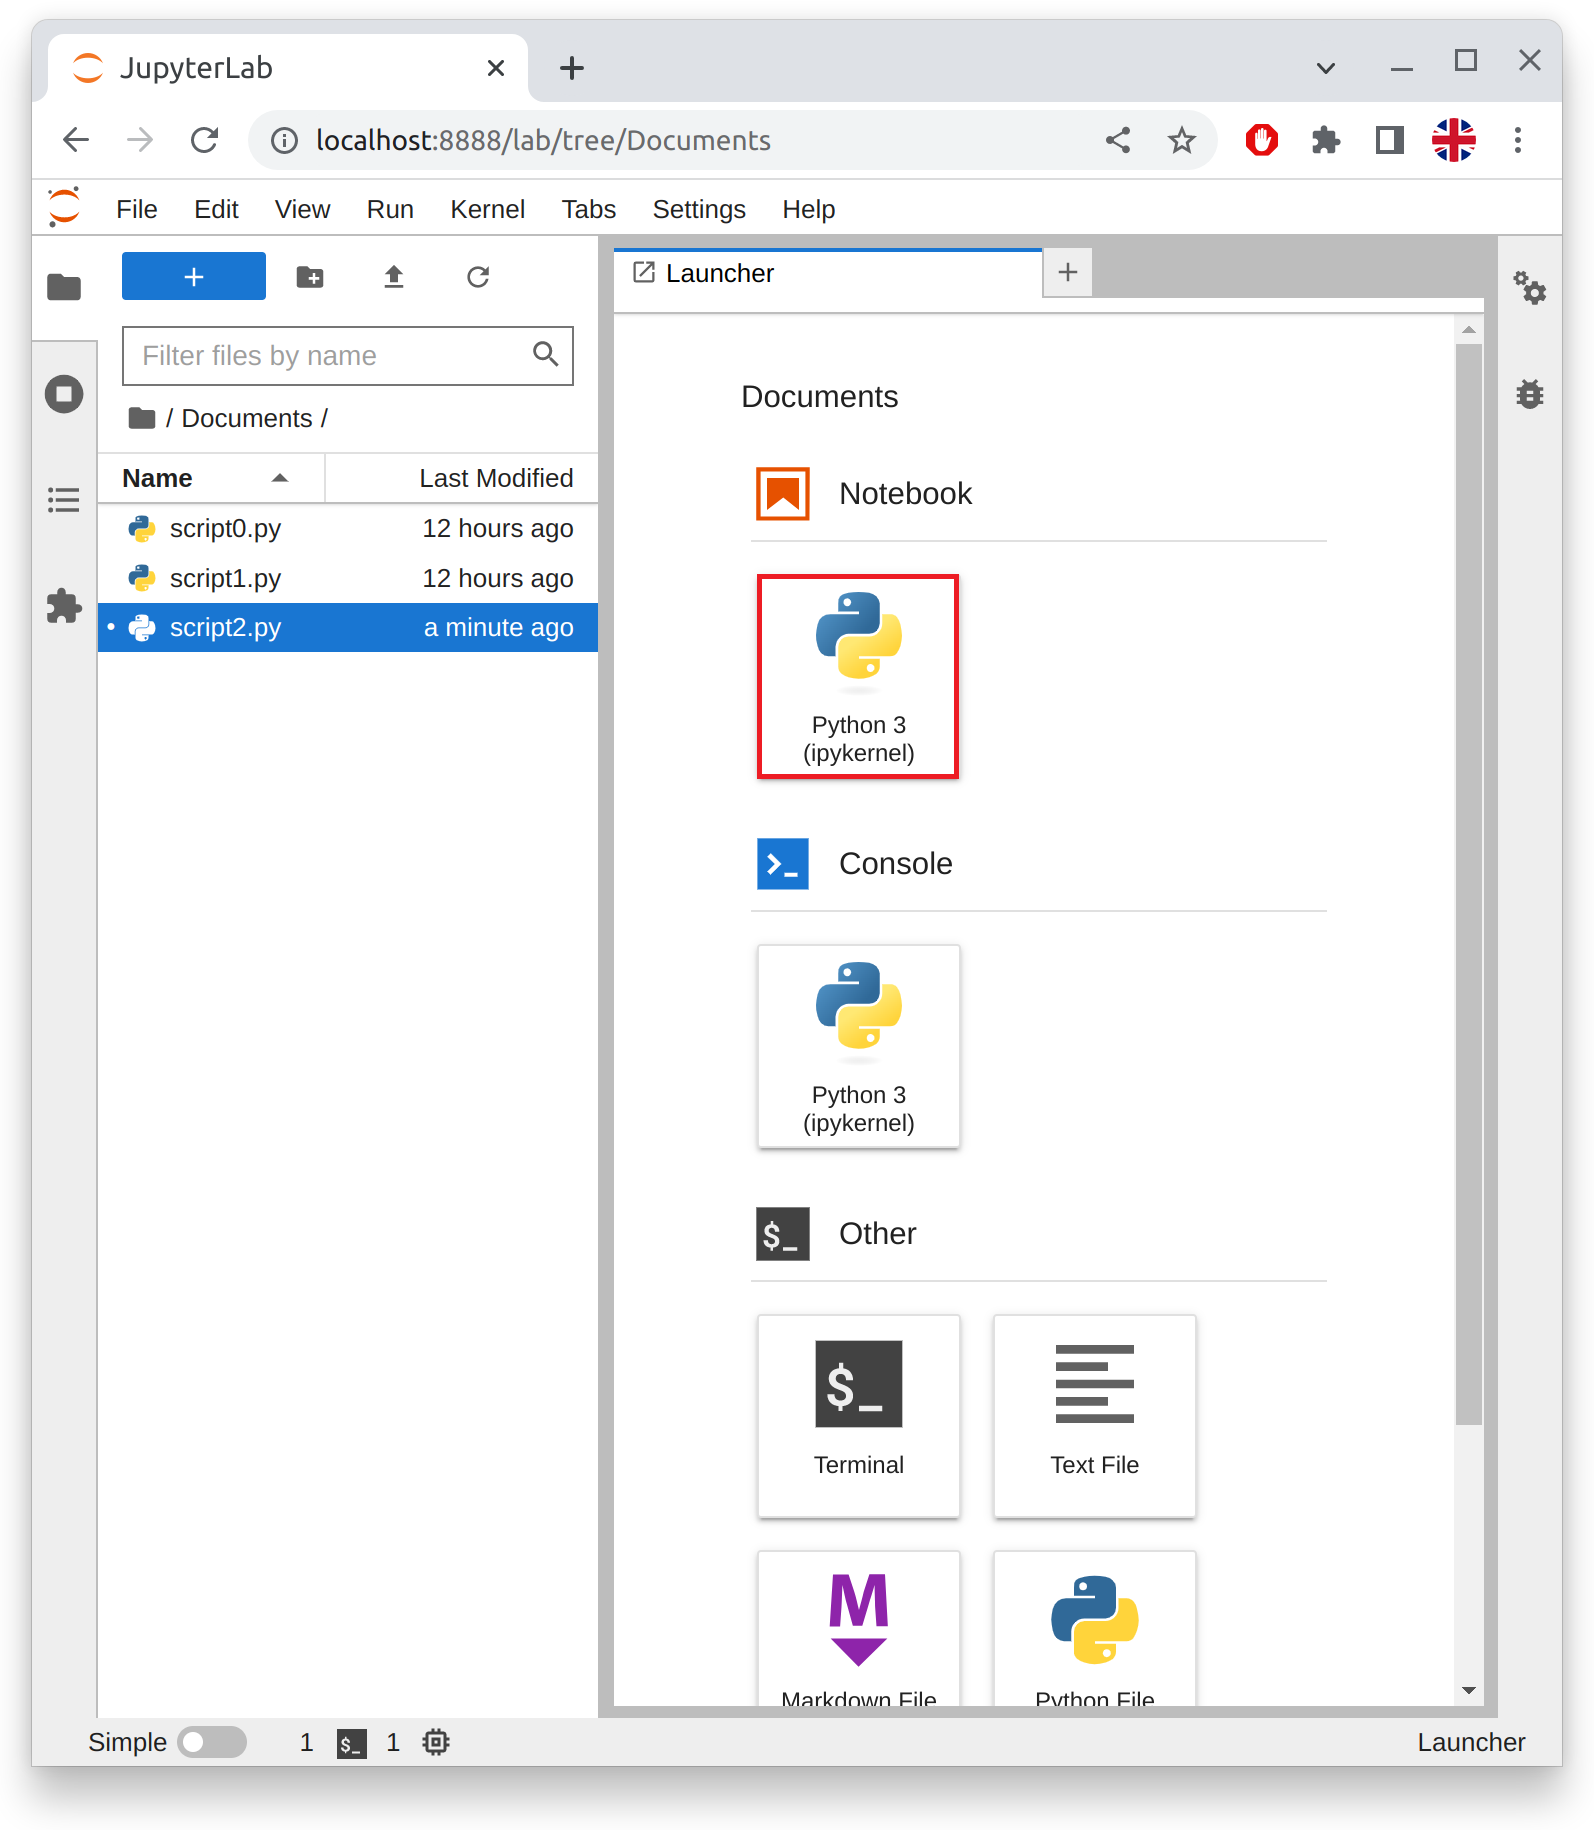 JupyterLab
localhost:8888/lab/tree/Documents
File Edit View Run Kernel Tabs Settings Help
Launcher
Filter files by name
/ Documents /
Name Last Modified
script0.py 12 hours ago
script1.py 12 hours ago
script2.py a minute ago
Documents
Notebook
Python 3
(ipykernel)
Console
Python 3
(ipykernel)
$_ Other
$_
Terminal Text File
M
Markdown File Python File
Simple 1 $_ 1 Launcher